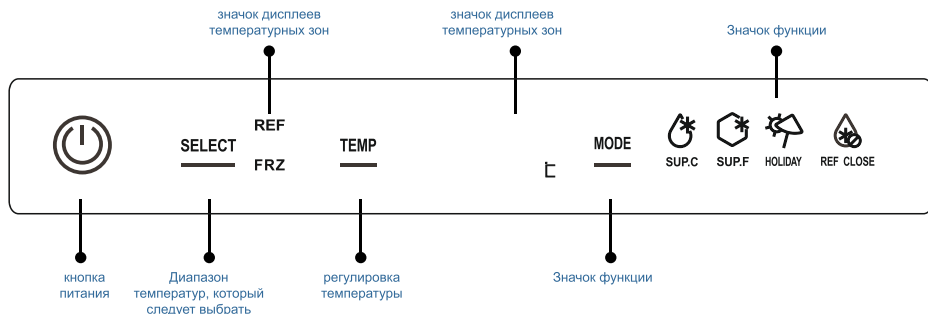 значок дисплеев
температурных зон
значок дисплеев
температурных зон
Значок функции
REF
FRZ
SELECT
TEMP
°C
MODE
SUP.C
SUP.F
HOLIDAY
REF CLOSE
кнопка
питания
Диапазон
температур, который
следует выбрать
регулировка
температуры
Значок функции